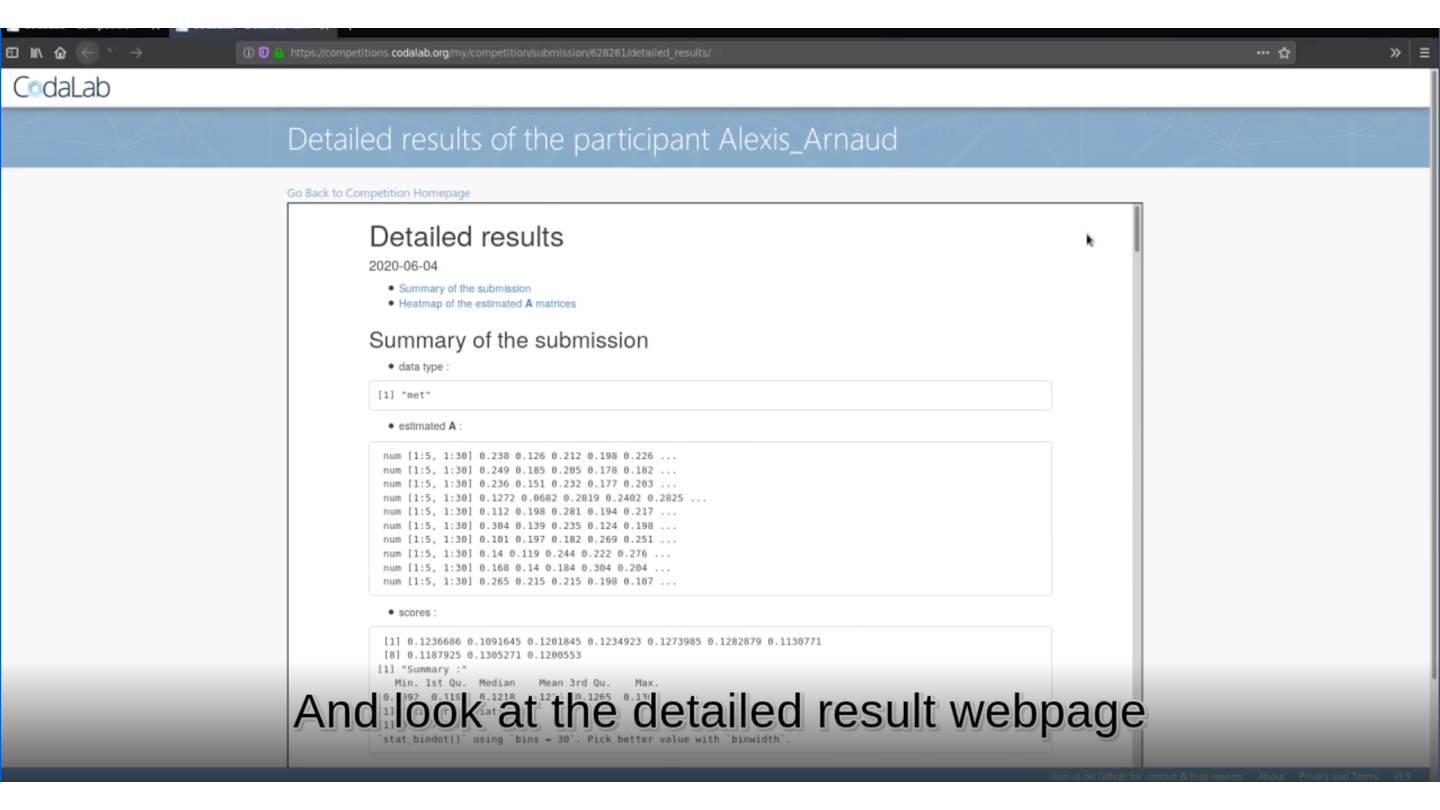 https://competitions.codalab.org/my/competition/submission/628261/detailed_results/
CodaLab
Detailed results of the participant Alexis_Arnaud
Go Back to Competition Homepage
Detailed results
2020-06-04
• Summary of the submission
• Heatmap of the estimated A matrices
Summary of the submission
• data type :
[1] "met"
• estimated A :
num [1:5, 1:30] 0.238 0.126 0.212 0.198 0.226 ...
num [1:5, 1:30] 0.249 0.185 0.205 0.178 0.182 ...
num [1:5, 1:30] 0.236 0.151 0.232 0.177 0.203 ...
num [1:5, 1:30] 0.1272 0.0682 0.2819 0.2402 0.2825 ...
num [1:5, 1:30] 0.112 0.198 0.281 0.194 0.217 ...
num [1:5, 1:30] 0.304 0.139 0.235 0.124 0.198 ...
num [1:5, 1:30] 0.101 0.197 0.182 0.269 0.251 ...
num [1:5, 1:30] 0.14 0.119 0.244 0.222 0.276 ...
num [1:5, 1:30] 0.168 0.14 0.184 0.304 0.204 ...
num [1:5, 1:30] 0.265 0.215 0.215 0.198 0.107 ...
• scores :
[1] 0.1236686 0.1091645 0.1201845 0.1234923 0.1273985 0.1282879 0.1130771
[8] 0.1187925 0.1305271 0.1200553
[1] "Summary :"
Min. 1st Qu. Median Mean 3rd Qu. Max.
0.1218 0.1265
And look at the detailed result webpage
`stat_bindot()` using `bins = 30`. Pick better value with `binwidth`.
Join us on Github for contact & bug reports About Privacy and Terms v1.5